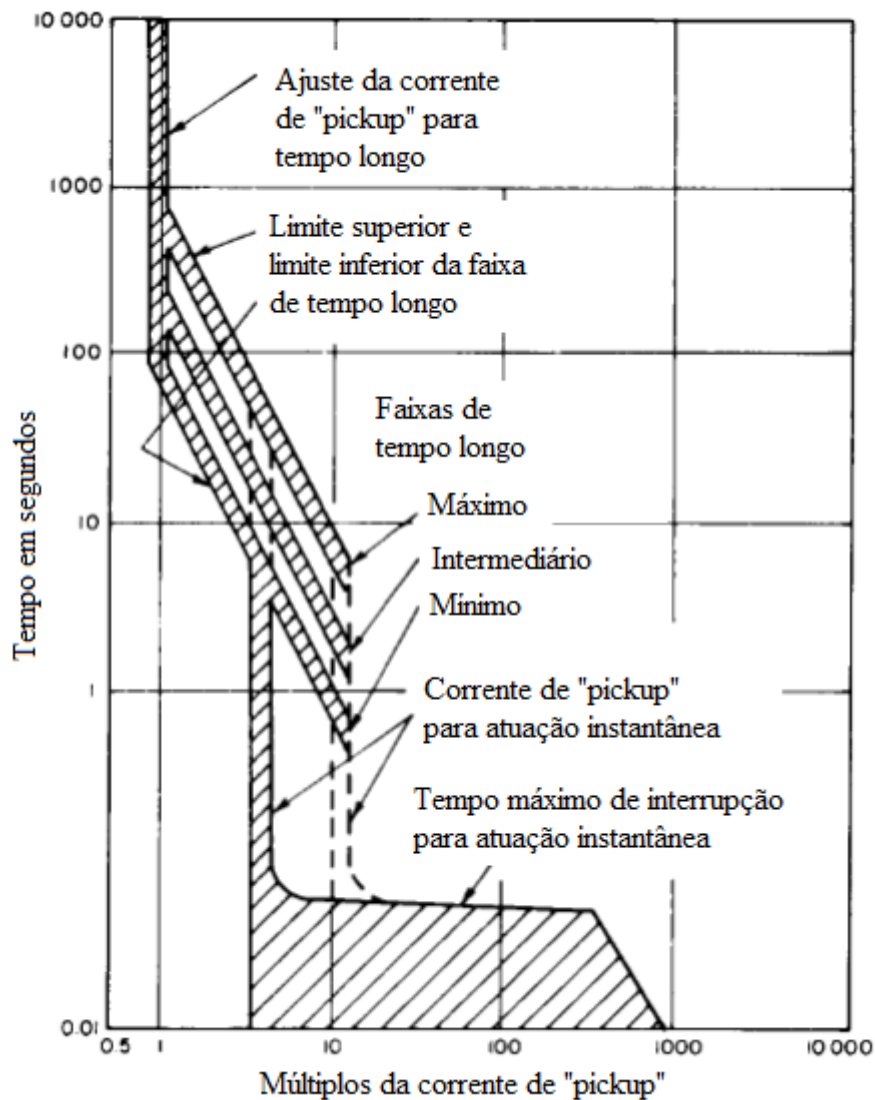 10 000
Ajuste da corrente
de "pickup" para
tempo longo
1000
Limite superior e
limite inferior da faixa
de tempo longo
100
Faixas de
tempo longo
Tempo em segundos
10
Máximo
Intermediário
Mínimo
1
Corrente de "pickup"
para atuação instantânea
Tempo máximo de interrupção
para atuação instantânea
0.01
0.5 1 10 100 1000 10 000
Múltiplos da corrente de "pickup"